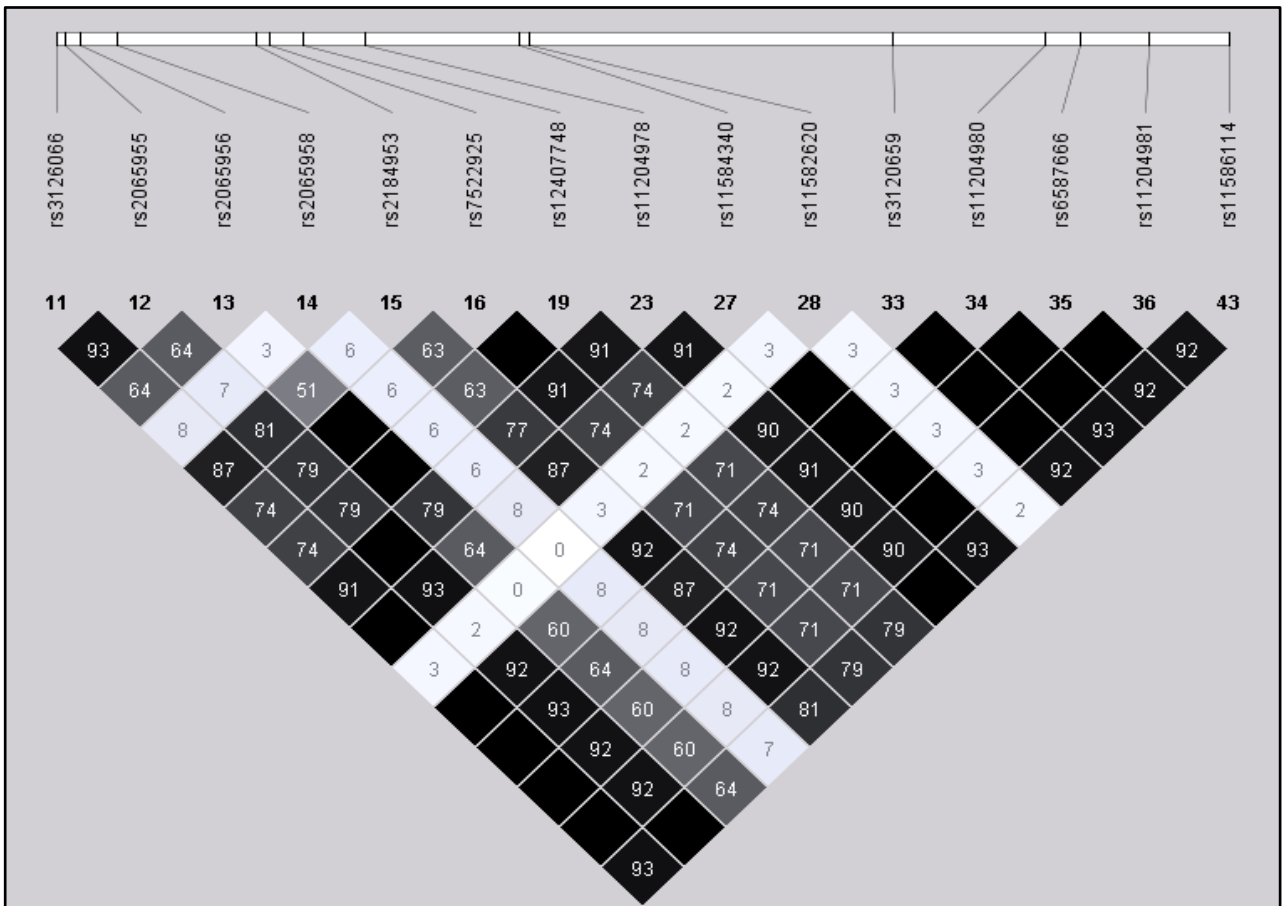 rs3126066
rs2065955
rs2065956
rs2065958
rs2184953
rs7522925
rs12407748
rs11204978
rs11584340
rs11582620
rs3120659
rs11204980
rs6587666
rs11204981
rs11586114
11 12 13 14 15 16 19 23 27 28 33 34 35 36 43
93 64 3 6 63 91 91 3 3 92
64 7 51 6 63 91 74 2 3 92
8 81 6 77 74 2 90 3 93
87 79 6 87 2 71 91 3 92
74 79 79 8 3 71 74 90 2
74 64 0 92 74 71 90 93
91 93 0 8 87 71 71
2 60 8 92 71 79
3 92 64 8 92 79
93 60 8 81
92 60 7
92 64
93